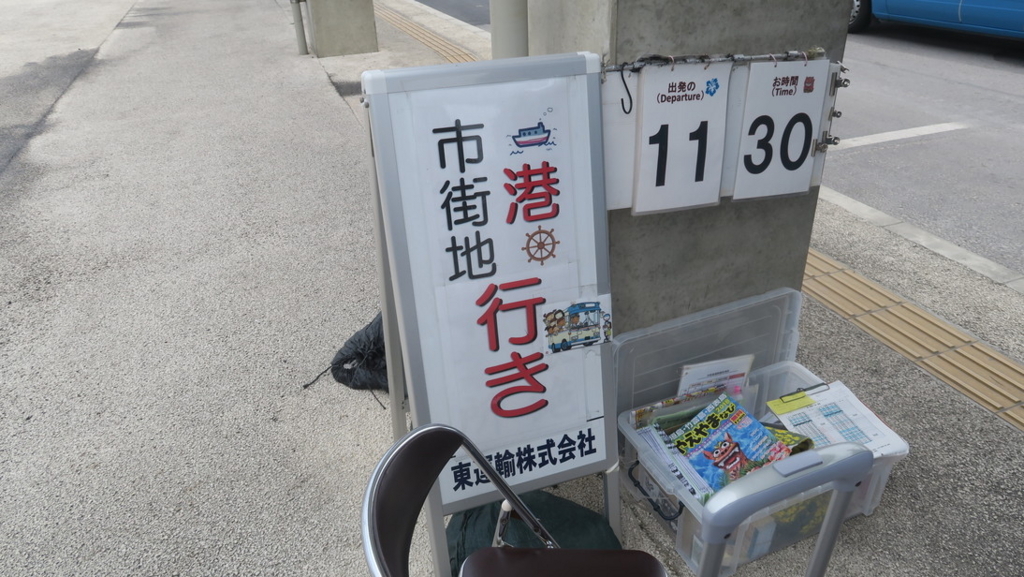 港
市街地
行き
東運輸株式会社
出発の
(Departure)
11
お時間
(Time)
30